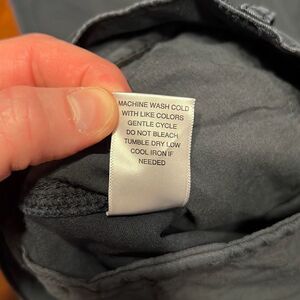 MACHINE WASH COLD
WITH LIKE COLORS
GENTLE CYCLE
DO NOT BLEACH
TUMBLE DRY LOW
COOL IRON IF
NEEDED